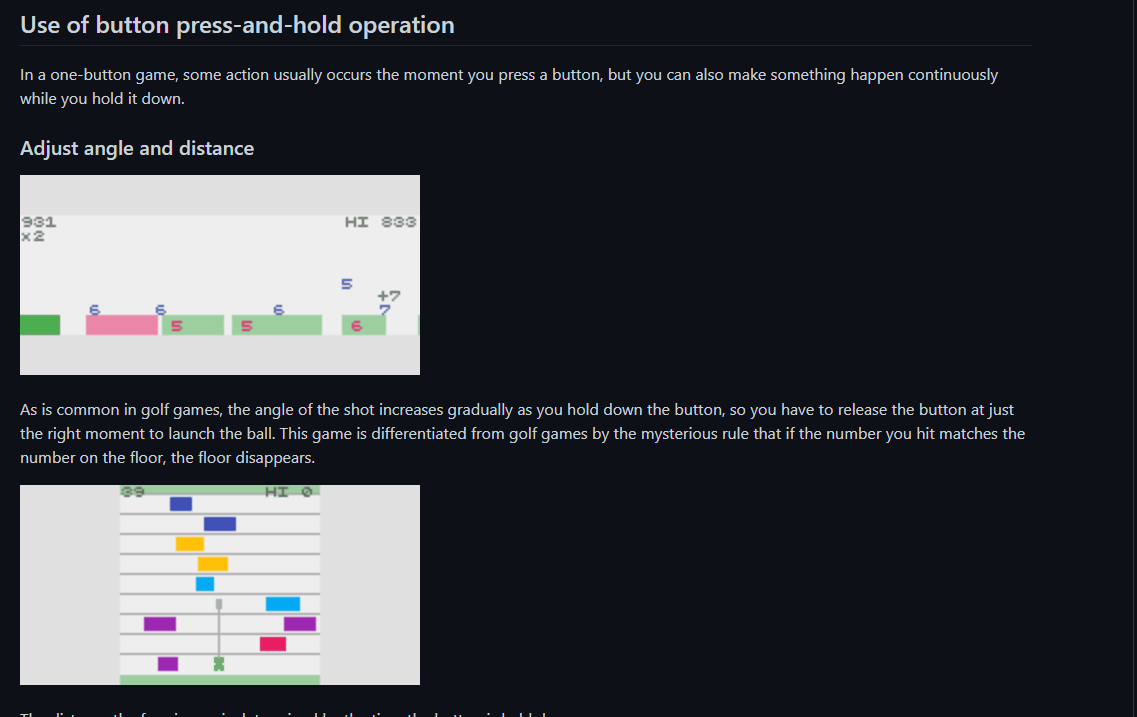 Use of button press-and-hold operation
In a one-button game, some action usually occurs the moment you press a button, but you can also make something happen continuously
while you hold it down.
Adjust angle and distance
931 HI 833
x2
5
+7
6 6 6 7
5 5 6
As is common in golf games, the angle of the shot increases gradually as you hold down the button, so you have to release the button at just
the right moment to launch the ball. This game is differentiated from golf games by the mysterious rule that if the number you hit matches the
number on the floor, the floor disappears.
39 HI 0